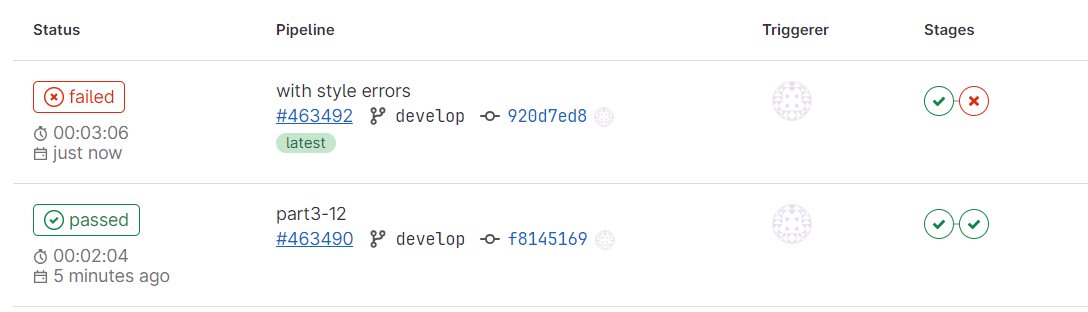 Status Pipeline Triggerer Stages
failed with style errors
#463492 develop 920d7ed8
00:03:06
latest
just now
passed part3-12
#463490 develop f8145169
00:02:04
5 minutes ago